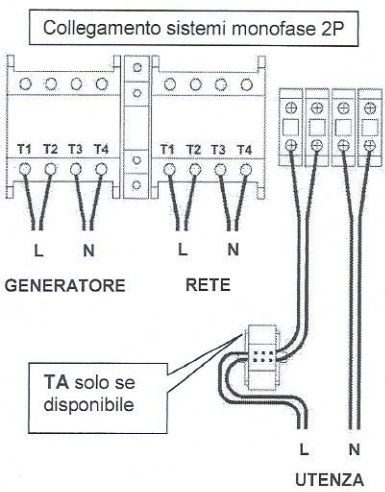 Collegamento sistemi monofase 2P
T1 T2 T3 T4 T1 T2 T3 T4
L N L N
GENERATORE RETE
TA solo se
disponibile
L N
UTENZA